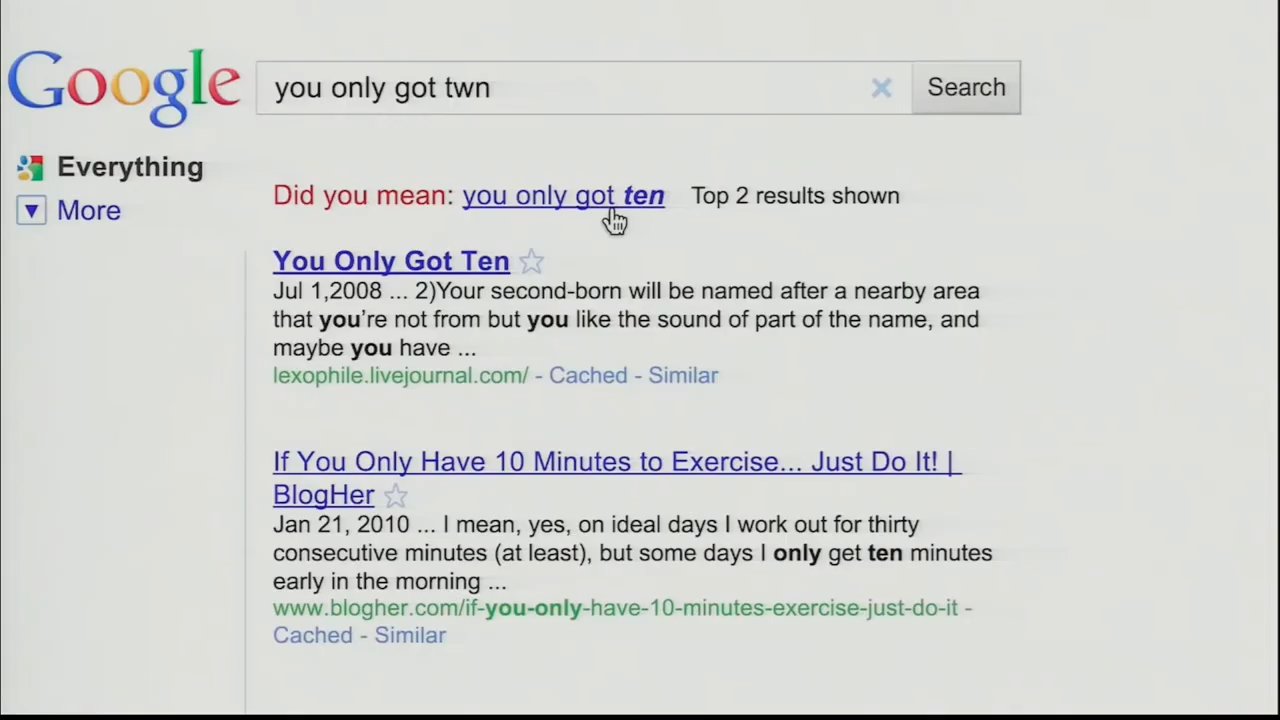 Google
you only got twn
Search
Everything
More
Did you mean: you only got ten Top 2 results shown
You Only Got Ten
Jul 1,2008 ... 2)Your second-born will be named after a nearby area
that you’re not from but you like the sound of part of the name, and
maybe you have ...
lexophile.livejournal.com/ - Cached - Similar
If You Only Have 10 Minutes to Exercise... Just Do It! |
BlogHer
Jan 21, 2010 ... I mean, yes, on ideal days I work out for thirty
consecutive minutes (at least), but some days I only get ten minutes
early in the morning ...
www.blogher.com/if-you-only-have-10-minutes-exercise-just-do-it -
Cached - Similar